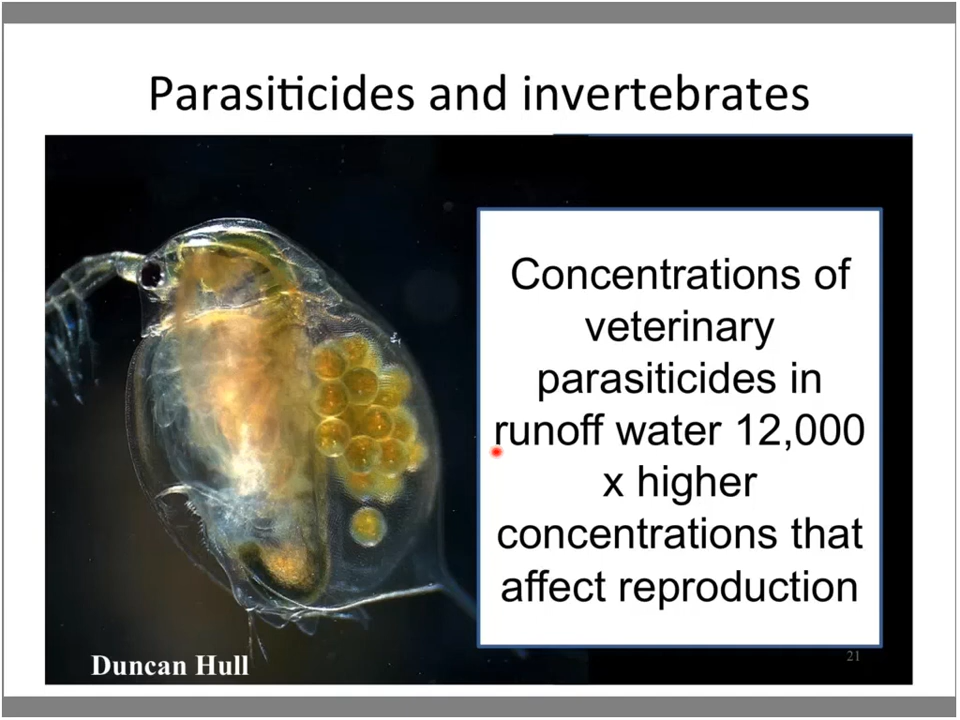 Parasiticides and invertebrates
Concentrations of
veterinary
parasiticides in
runoff water 12,000
x higher
concentrations that
affect reproduction
Duncan Hull
21